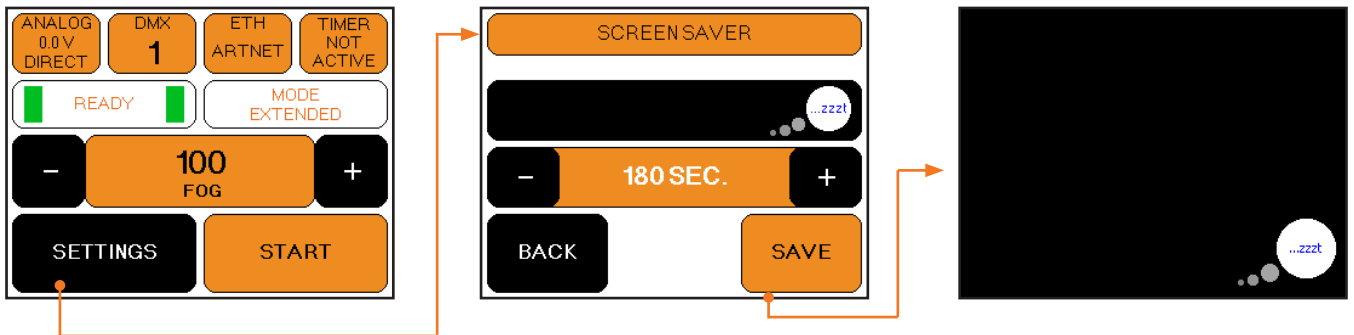 ANALOG
0.0 V
DIRECT
DMX
1
ETH
ARTNET
TIMER
NOT
ACTIVE
READY
MODE
EXTENDED
-
100
FOG
+
SETTINGS
START
SCREEN SAVER
...zzzt
-
180 SEC.
+
BACK
SAVE
...zzzt